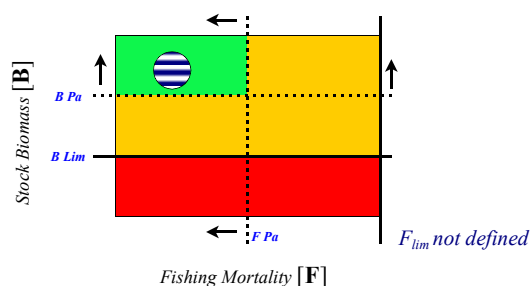 Stock Biomass [B]
B Pa
B Lim
F Pa
F_lim not defined
Fishing Mortality [F]